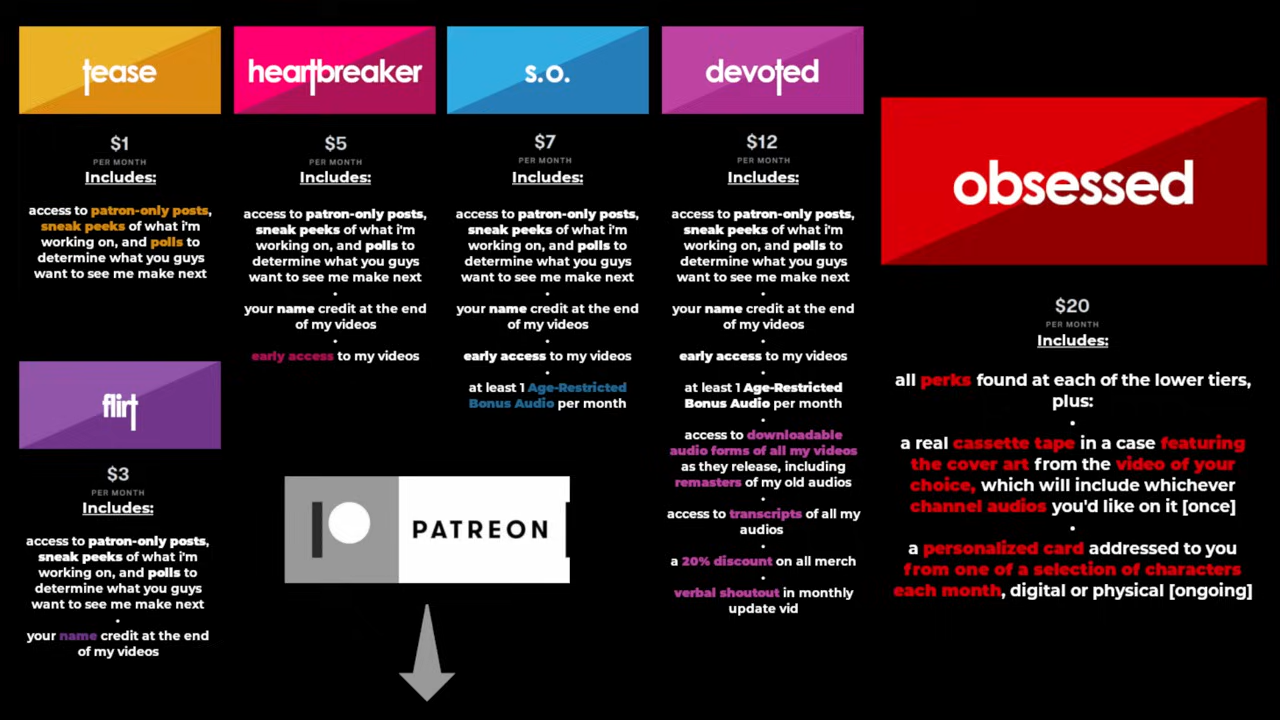 tease
$1
PER MONTH
Includes:
access to patron-only posts,
sneak peeks of what i'm
working on, and polls to
determine what you guys
want to see me make next
flirt
$3
PER MONTH
Includes:
access to patron-only posts,
sneak peeks of what i'm
working on, and polls to
determine what you guys
want to see me make next
•
your name credit at the end
of my videos
heartbreaker
$5
PER MONTH
Includes:
access to patron-only posts,
sneak peeks of what i'm
working on, and polls to
determine what you guys
want to see me make next
•
your name credit at the end
of my videos
•
early access to my videos
s.o.
$7
PER MONTH
Includes:
access to patron-only posts,
sneak peeks of what i'm
working on, and polls to
determine what you guys
want to see me make next
•
your name credit at the end
of my videos
•
early access to my videos
•
at least 1 Age-Restricted
Bonus Audio per month
PATREON
devoted
$12
PER MONTH
Includes:
access to patron-only posts,
sneak peeks of what i'm
working on, and polls to
determine what you guys
want to see me make next
•
your name credit at the end
of my videos
•
early access to my videos
•
at least 1 Age-Restricted
Bonus Audio per month
•
access to downloadable
audio forms of all my videos
as they release, including
remasters of my old audios
•
access to transcripts of all my
audios
•
a 20% discount on all merch
•
verbal shoutout in monthly
update vid
obsessed
$20
PER MONTH
Includes:
all perks found at each of the lower tiers,
plus:
•
a real cassette tape in a case featuring
the cover art from the video of your
choice, which will include whichever
channel audios you'd like on it [once]
•
a personalized card addressed to you
from one of a selection of characters
each month, digital or physical [ongoing]